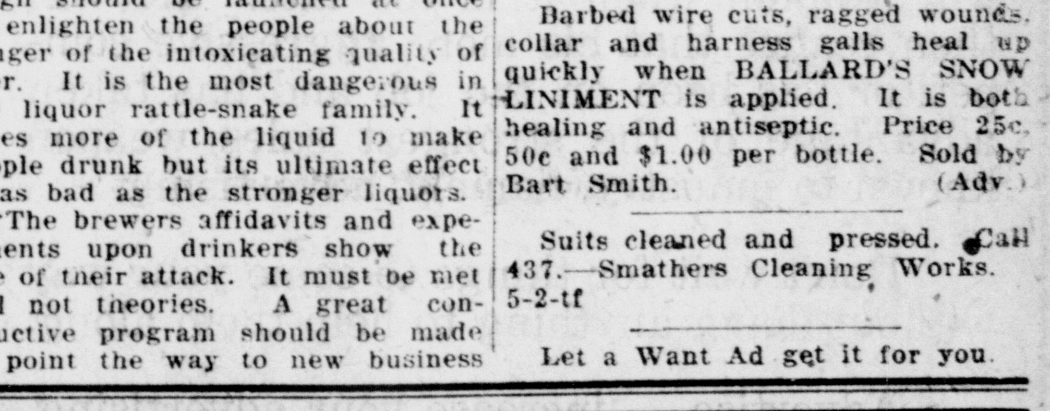 enlighten the people about the
of the intoxicating quality of
It is the most dangerous in
liquor rattle-snake family. It
more of the liquid to make
drunk but its ultimate effect
as bad as the stronger liquors.
"The brewers affidavits and expe-
upon drinkers show the
of their attack. It must be met
not theories. A great con-
program should be made
point the way to new business
Barbed wire cuts, ragged wounds,
collar and harness galls heal up
quickly when BALLARD'S SNOW
LINIMENT is applied. It is both
healing and antiseptic. Price 25c,
50c and $1.00 per bottle. Sold by
Bart Smith. (Adv.)
Suits cleaned and pressed. Call
437.—Smathers Cleaning Works.
5-2-tf
Let a Want Ad get it for you.